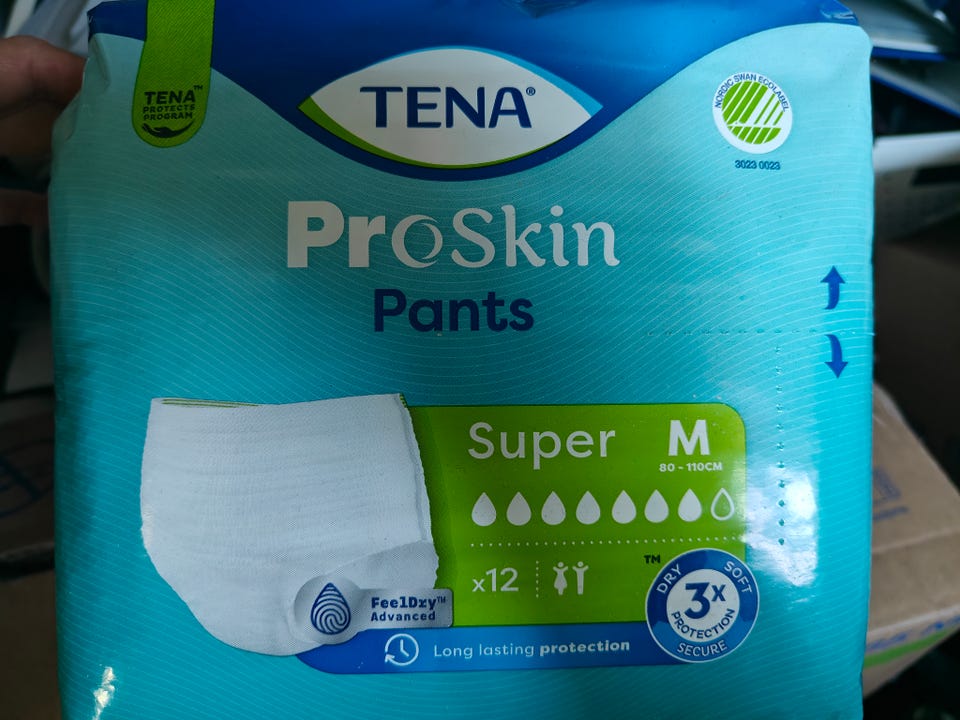 TENA™
PROTECTS
PROGRAM
TENA®
NORDIC SWAN ECOLABEL
3023 0023
ProSkin
Pants
Super M
80 - 110CM
x12
FeelDry™
Advanced
™
DRY SOFT
3X
PROTECTION
SECURE
Long lasting protection